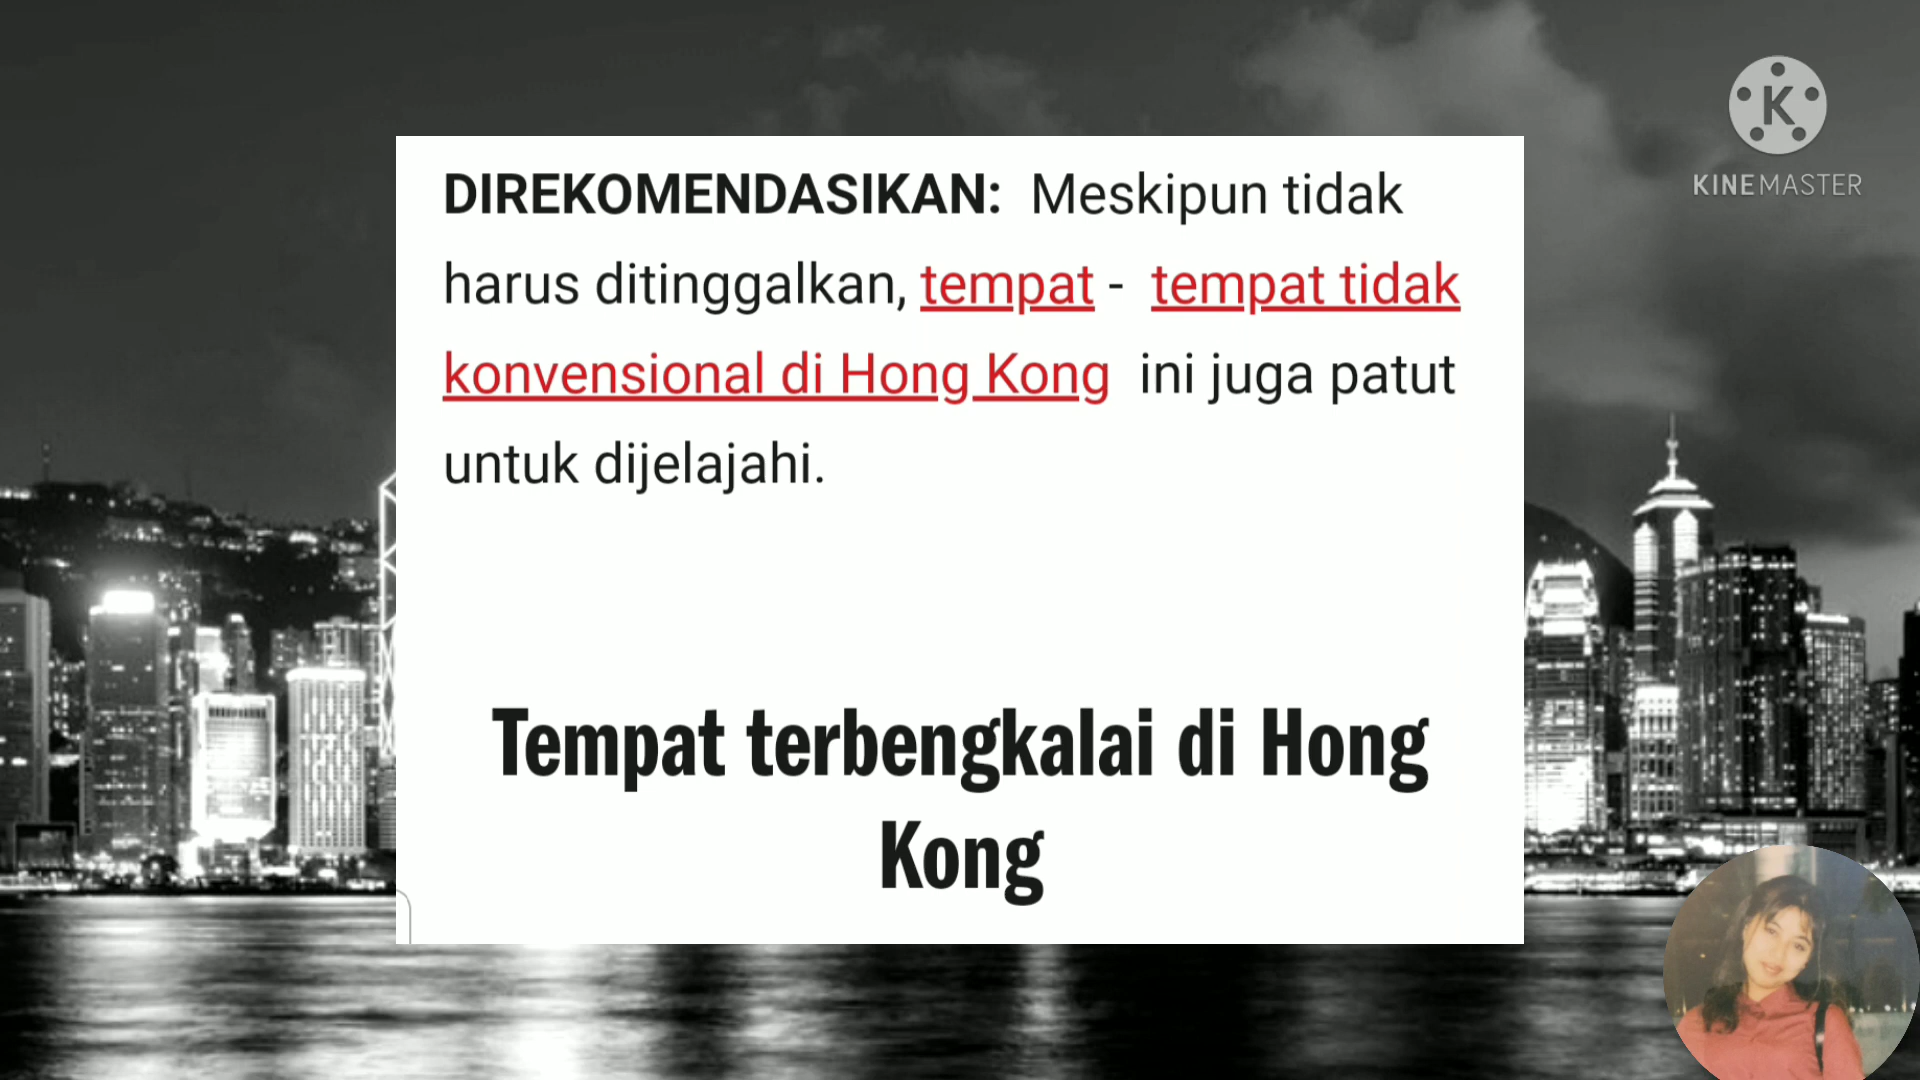 DIREKOMENDASIKAN: Meskipun tidak
harus ditinggalkan, tempat - tempat tidak
konvensional di Hong Kong ini juga patut
untuk dijelajahi.
Tempat terbengkalai di Hong
Kong
K
KINEMASTER